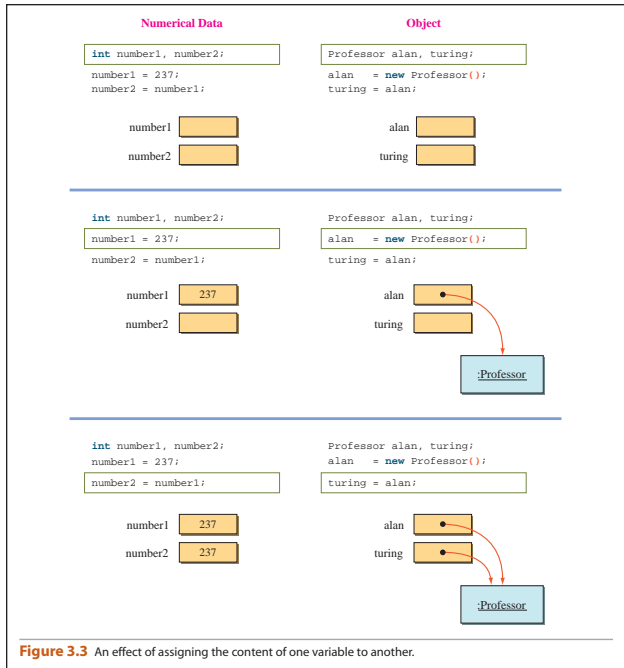 Numerical Data Object
int number1, number2; Professor alan, turing;
number1 = 237; alan = new Professor();
number2 = number1; turing = alan;
number1 alan
number2 turing
int number1, number2; Professor alan, turing;
number1 = 237; alan = new Professor();
number2 = number1; turing = alan;
number1 237 alan
number2 turing
:Professor
int number1, number2; Professor alan, turing;
number1 = 237; alan = new Professor();
number2 = number1; turing = alan;
number1 237 alan
number2 237 turing
:Professor
Figure 3.3 An effect of assigning the content of one variable to another.